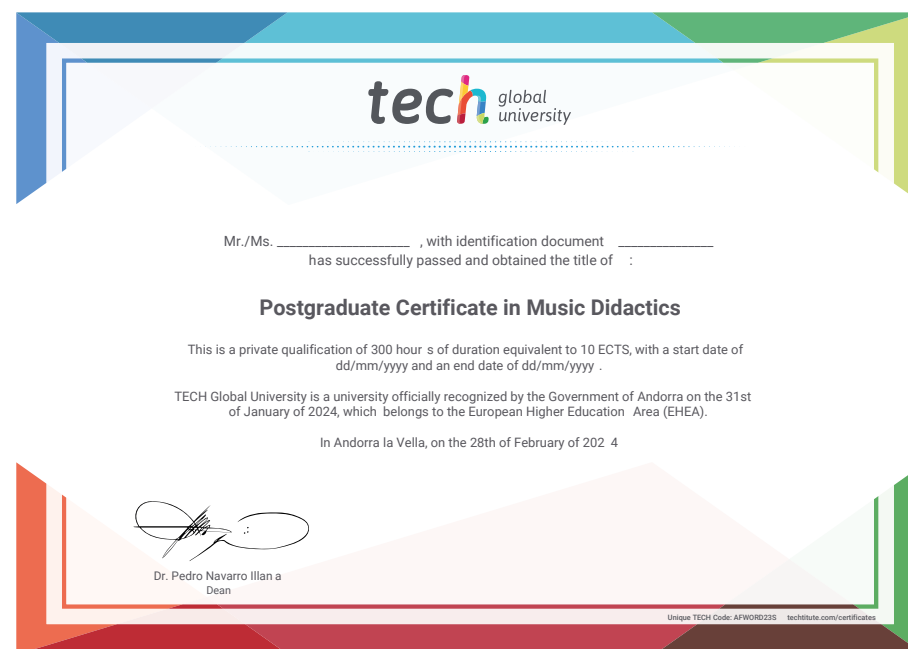 tech global
university
Mr./Ms. _____________________ , with identification document _______________
has successfully passed and obtained the title of :
Postgraduate Certificate in Music Didactics
This is a private qualification of 300 hour s of duration equivalent to 10 ECTS, with a start date of
dd/mm/yyyy and an end date of dd/mm/yyyy .
TECH Global University is a university officially recognized by the Government of Andorra on the 31st
of January of 2024, which belongs to the European Higher Education Area (EHEA).
In Andorra la Vella, on the 28th of February of 202 4
Dr. Pedro Navarro Illan a
Dean
Unique TECH Code: AFWORD23S techtitute.com/certificates